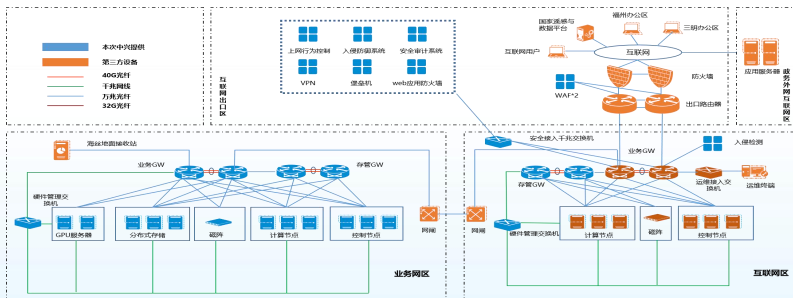 本次中兴提供
第三方设备
40G光纤
千兆网线
万兆光纤
32G光纤
互联网出口区
上网行为控制
入侵防御系统
安全审计系统
VPN
堡垒机
web应用防火墙
国家遥感与
数据平台
福州办公区
三明办公区
互联网用户
互联网
防火墙
WAF*2
出口路由器
应用服务器
政务外网互联网区
海丝地面接收站
业务GW
存管GW
硬件管理交
换机
GPU服务器
分布式存储
磁阵
计算节点
控制节点
网闸
业务网区
安全接入千兆交换机
业务GW
入侵检测
存管GW
运维接入交
换机
运维终端
网闸
硬件管理交换机
计算节点
磁阵
控制节点
互联网区